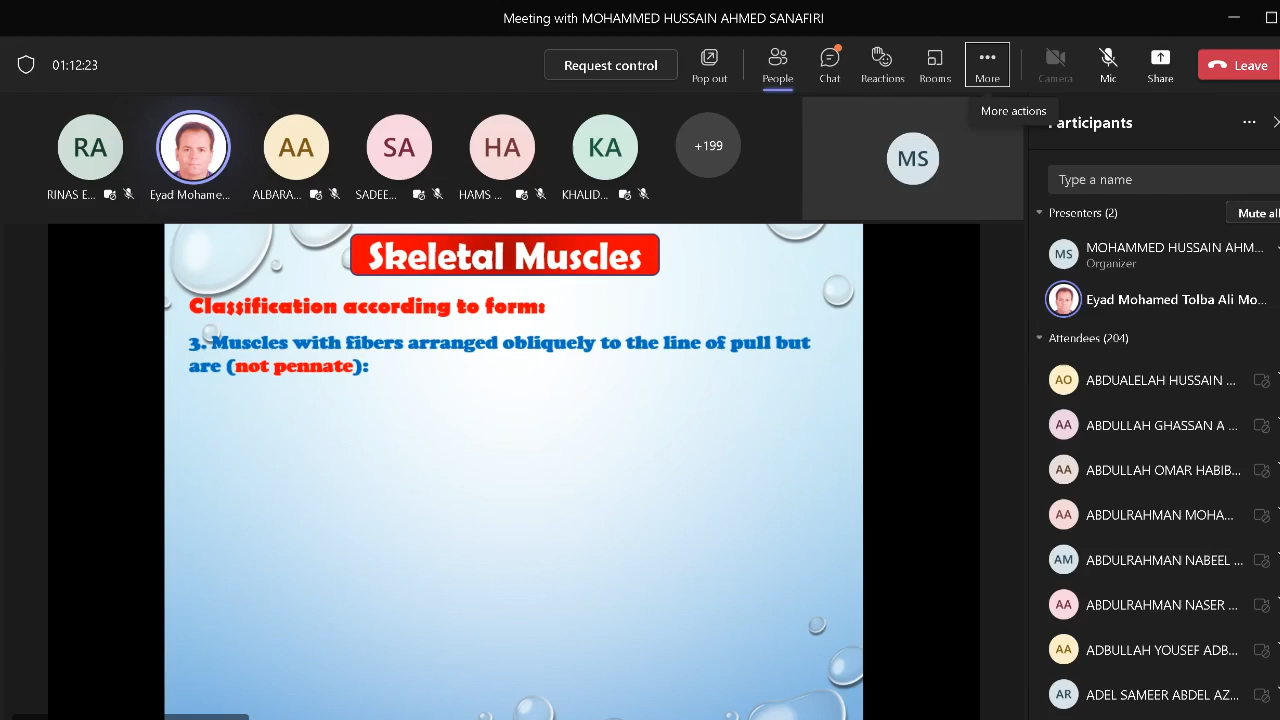 Meeting with MOHAMMED HUSSAIN AHMED SANAFIRI
01:12:23
Request control
Pop out
People
Chat
Reactions
Rooms
More
Camera
Mic
Share
Leave
More actions
RA
AA
SA
HA
KA
+199
MS
RINAS E...
Eyad Mohame...
ALBARA...
SADEE...
HAMS ...
KHALID...
Participants
Type a name
Presenters (2)
Mute all
MS
MOHAMMED HUSSAIN AHM...
Organizer
Eyad Mohamed Tolba Ali Mo...
Attendees (204)
AO
ABDUALELAH HUSSAIN ...
AA
ABDULLAH GHASSAN A ...
AA
ABDULLAH OMAR HABIB...
AA
ABDULRAHMAN MOHA...
AM
ABDULRAHMAN NABEEL ...
AA
ABDULRAHMAN NASER ...
AA
ADBULLAH YOUSEF ADB...
AR
ADEL SAMEER ABDEL AZ...
Skeletal Muscles
Classification according to form:
3. Muscles with fibers arranged obliquely to the line of pull but
are (not pennate):